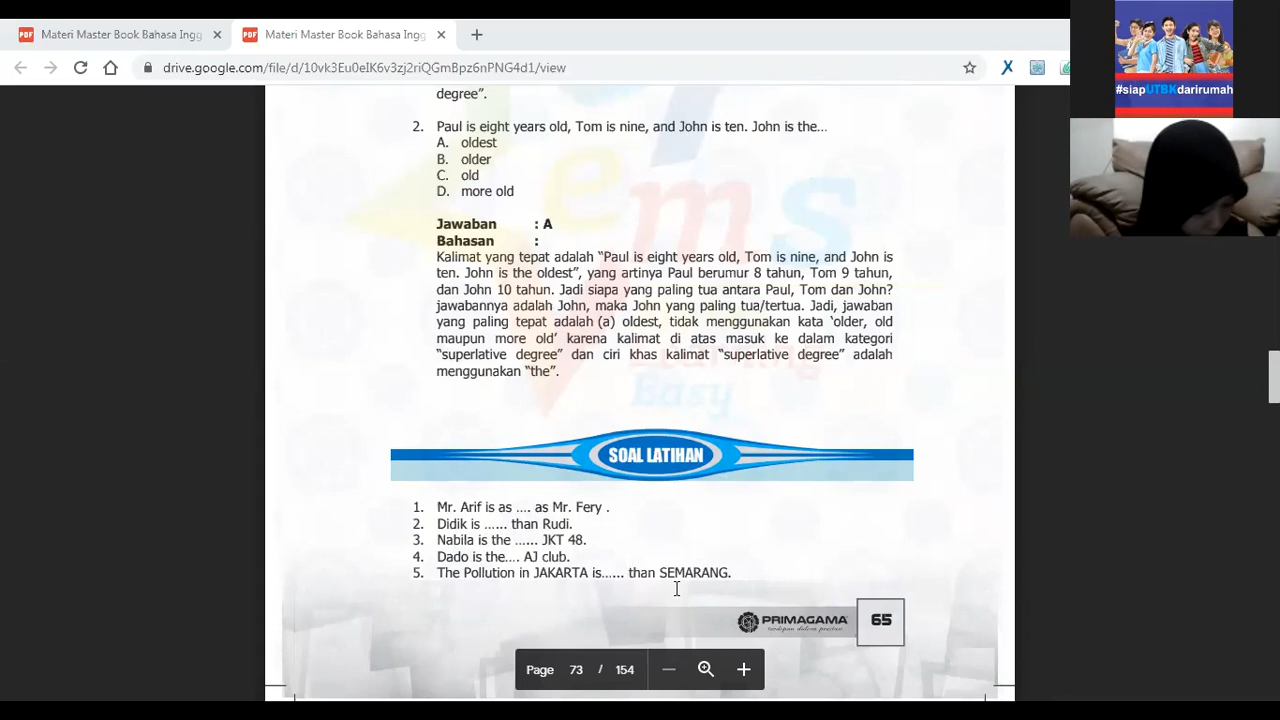 Materi Master Book Bahasa Ingg
Materi Master Book Bahasa Ingg
drive.google.com/file/d/10vk3Eu0eIK6v3zj2riQGmBpz6nPNG4d1/view
#siapUTBKdarirumah
degree".
2. Paul is eight years old, Tom is nine, and John is ten. John is the...
A. oldest
B. older
C. old
D. more old
Jawaban : A
Bahasan :
Kalimat yang tepat adalah "Paul is eight years old, Tom is nine, and John is
ten. John is the oldest", yang artinya Paul berumur 8 tahun, Tom 9 tahun,
dan John 10 tahun. Jadi siapa yang paling tua antara Paul, Tom dan John?
jawabannya adalah John, maka John yang paling tua/tertua. Jadi, jawaban
yang paling tepat adalah (a) oldest, tidak menggunakan kata 'older, old
maupun more old' karena kalimat di atas masuk ke dalam kategori
"superlative degree" dan ciri khas kalimat "superlative degree" adalah
menggunakan "the".
SOAL LATIHAN
1. Mr. Arif is as .... as Mr. Fery .
2. Didik is ...... than Rudi.
3. Nabila is the ...... JKT 48.
4. Dado is the.... AJ club.
5. The Pollution in JAKARTA is...... than SEMARANG.
PRIMAGAMA
terdepan dalam prestasi
65
Page 73 / 154